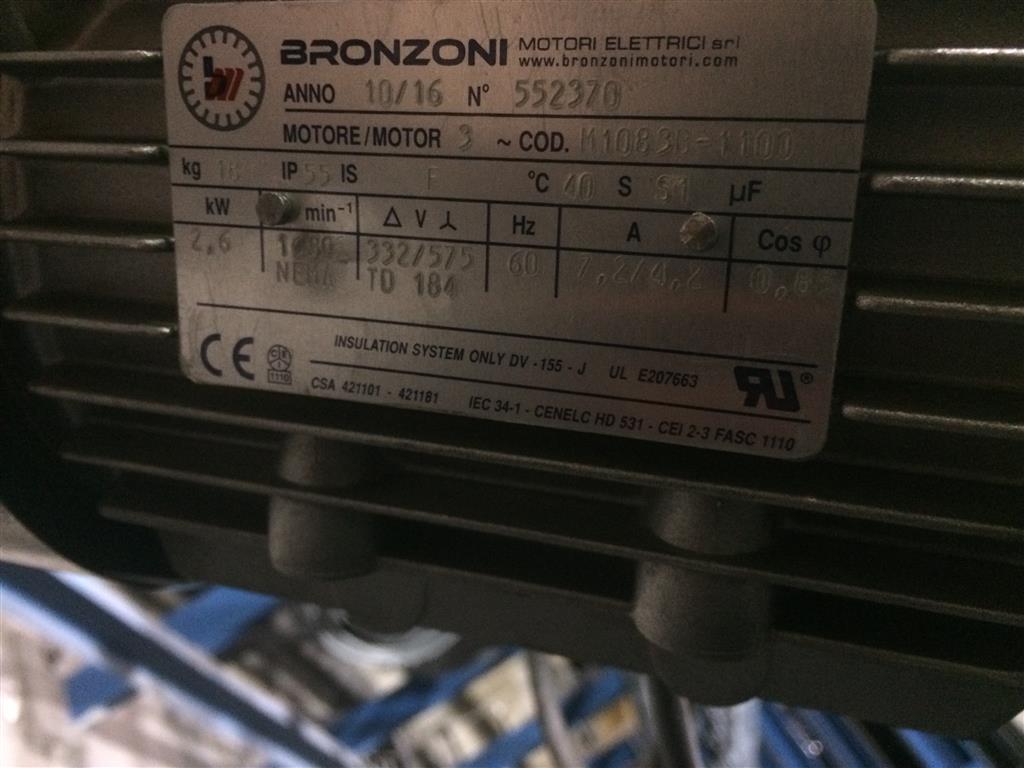 BRONZONI MOTORI ELETTRICI srl
www.bronzonimotori.com
ANNO 10/16 N° 552370
MOTORE/MOTOR 3 ~ COD.
kg IP 55 IS F °C 40 S S1 µF
kW min-1 Δ V Hz A Cos φ
2,6 332/575 60 7,2/4,2
NEMA TD 184
INSULATION SYSTEM ONLY DV - 155 - J UL E207663
CE
CSA 421101 - 421181 IEC 34-1 - CENELC HD 531 - CEI 2-3 FASC 1110